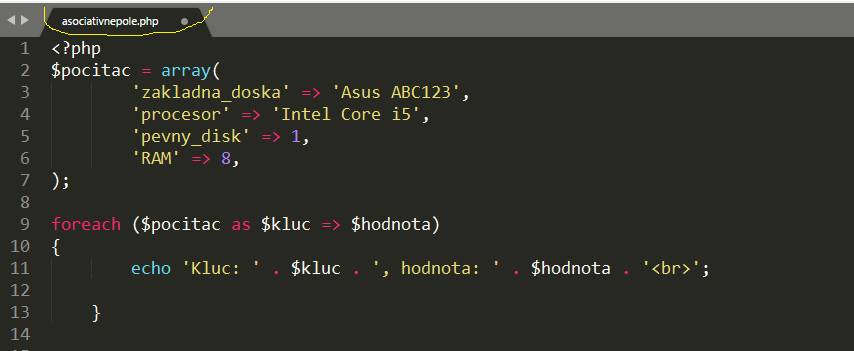 asociativnepole.php
1 <?php
2 $pocitac = array(
3 'zakladna_doska' => 'Asus ABC123',
4 'procesor' => 'Intel Core i5',
5 'pevny_disk' => 1,
6 'RAM' => 8,
7 );
8
9 foreach ($pocitac as $kluc => $hodnota)
10 {
11 echo 'Kluc: ' . $kluc . ', hodnota: ' . $hodnota . '<br>';
12
13 }
14